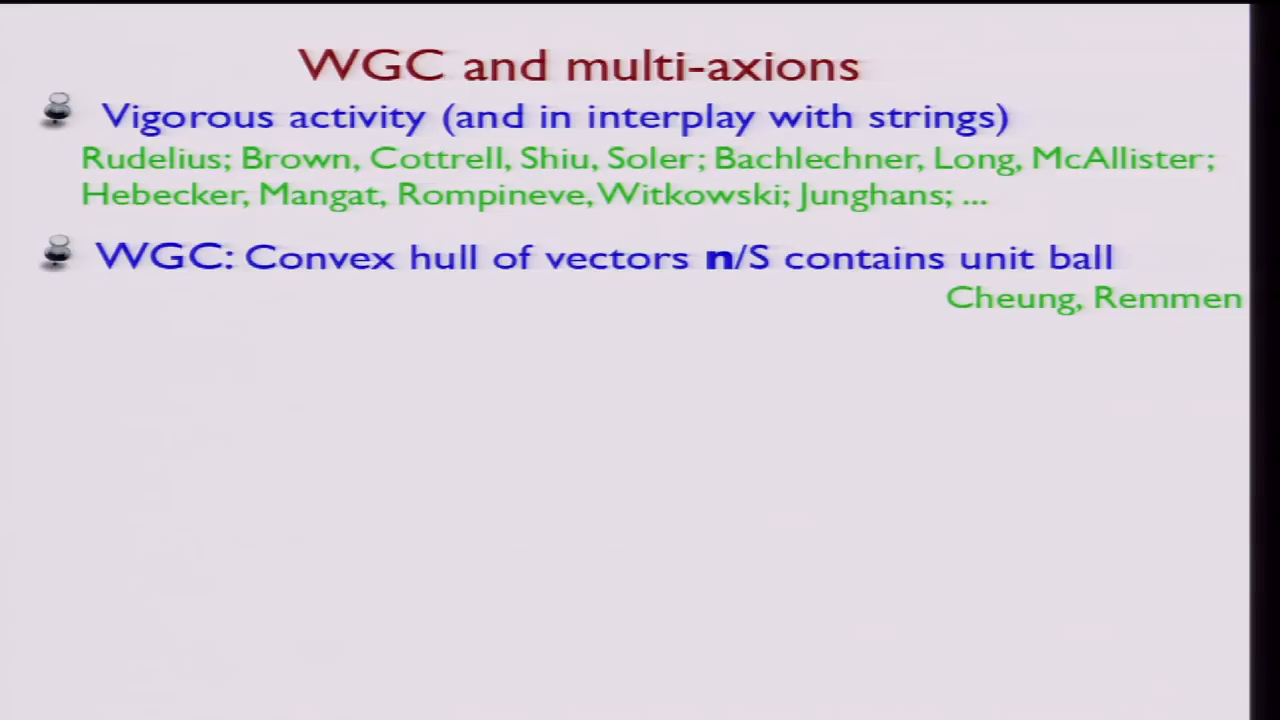 WGC and multi-axions
Vigorous activity (and in interplay with strings)
Rudelius; Brown, Cottrell, Shiu, Soler; Bachlechner, Long, McAllister;
Hebecker, Mangat, Rompineve, Witkowski; Junghans; ...
WGC: Convex hull of vectors n/S contains unit ball
Cheung, Remmen